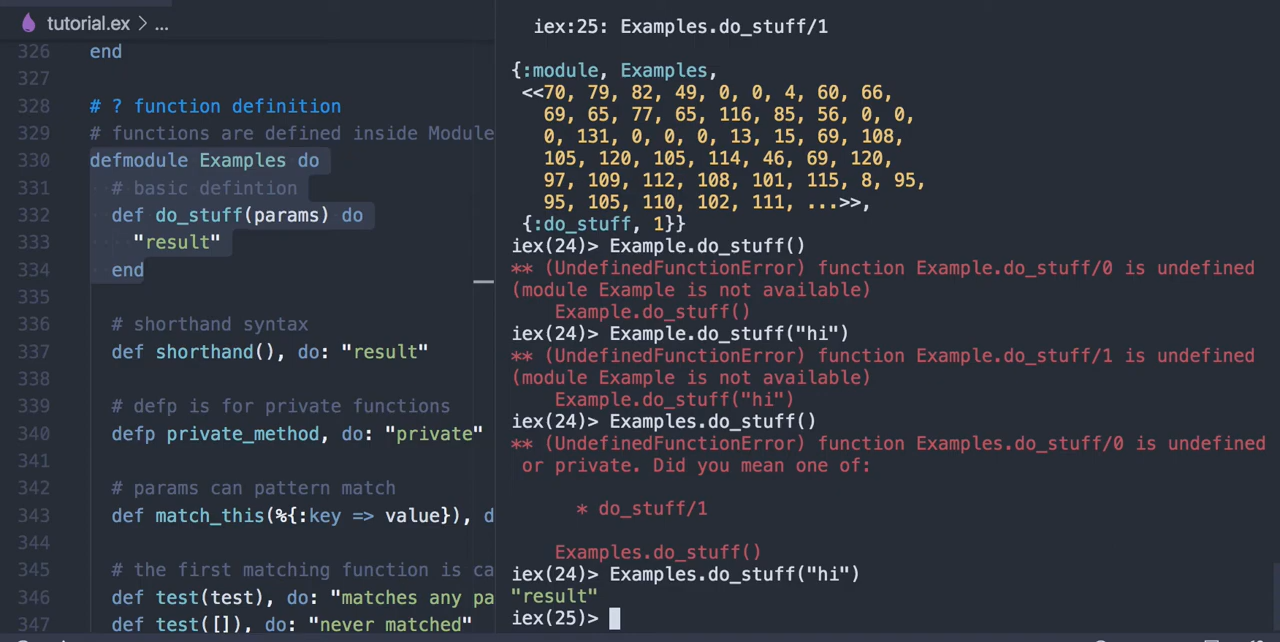 tutorial.ex > ...
326 end
327
328 # ? function definition
329 # functions are defined inside Module
330 defmodule Examples do
331 # basic defintion
332 def do_stuff(params) do
333 "result"
334 end
335
336 # shorthand syntax
337 def shorthand(), do: "result"
338
339 # defp is for private functions
340 defp private_method, do: "private"
341
342 # params can pattern match
343 def match_this(%{:key => value}), d
344
345 # the first matching function is ca
346 def test(test), do: "matches any pa
347 def test([]), do: "never matched"
iex:25: Examples.do_stuff/1
{:module, Examples,
<<70, 79, 82, 49, 0, 0, 4, 60, 66,
69, 65, 77, 65, 116, 85, 56, 0, 0,
0, 131, 0, 0, 0, 13, 15, 69, 108,
105, 120, 105, 114, 46, 69, 120,
97, 109, 112, 108, 101, 115, 8, 95,
95, 105, 110, 102, 111, ...>>,
{:do_stuff, 1}}
iex(24)> Example.do_stuff()
** (UndefinedFunctionError) function Example.do_stuff/0 is undefined
(module Example is not available)
Example.do_stuff()
iex(24)> Example.do_stuff("hi")
** (UndefinedFunctionError) function Example.do_stuff/1 is undefined
(module Example is not available)
Example.do_stuff("hi")
iex(24)> Examples.do_stuff()
** (UndefinedFunctionError) function Examples.do_stuff/0 is undefined
or private. Did you mean one of:
* do_stuff/1
Examples.do_stuff()
iex(24)> Examples.do_stuff("hi")
"result"
iex(25)>